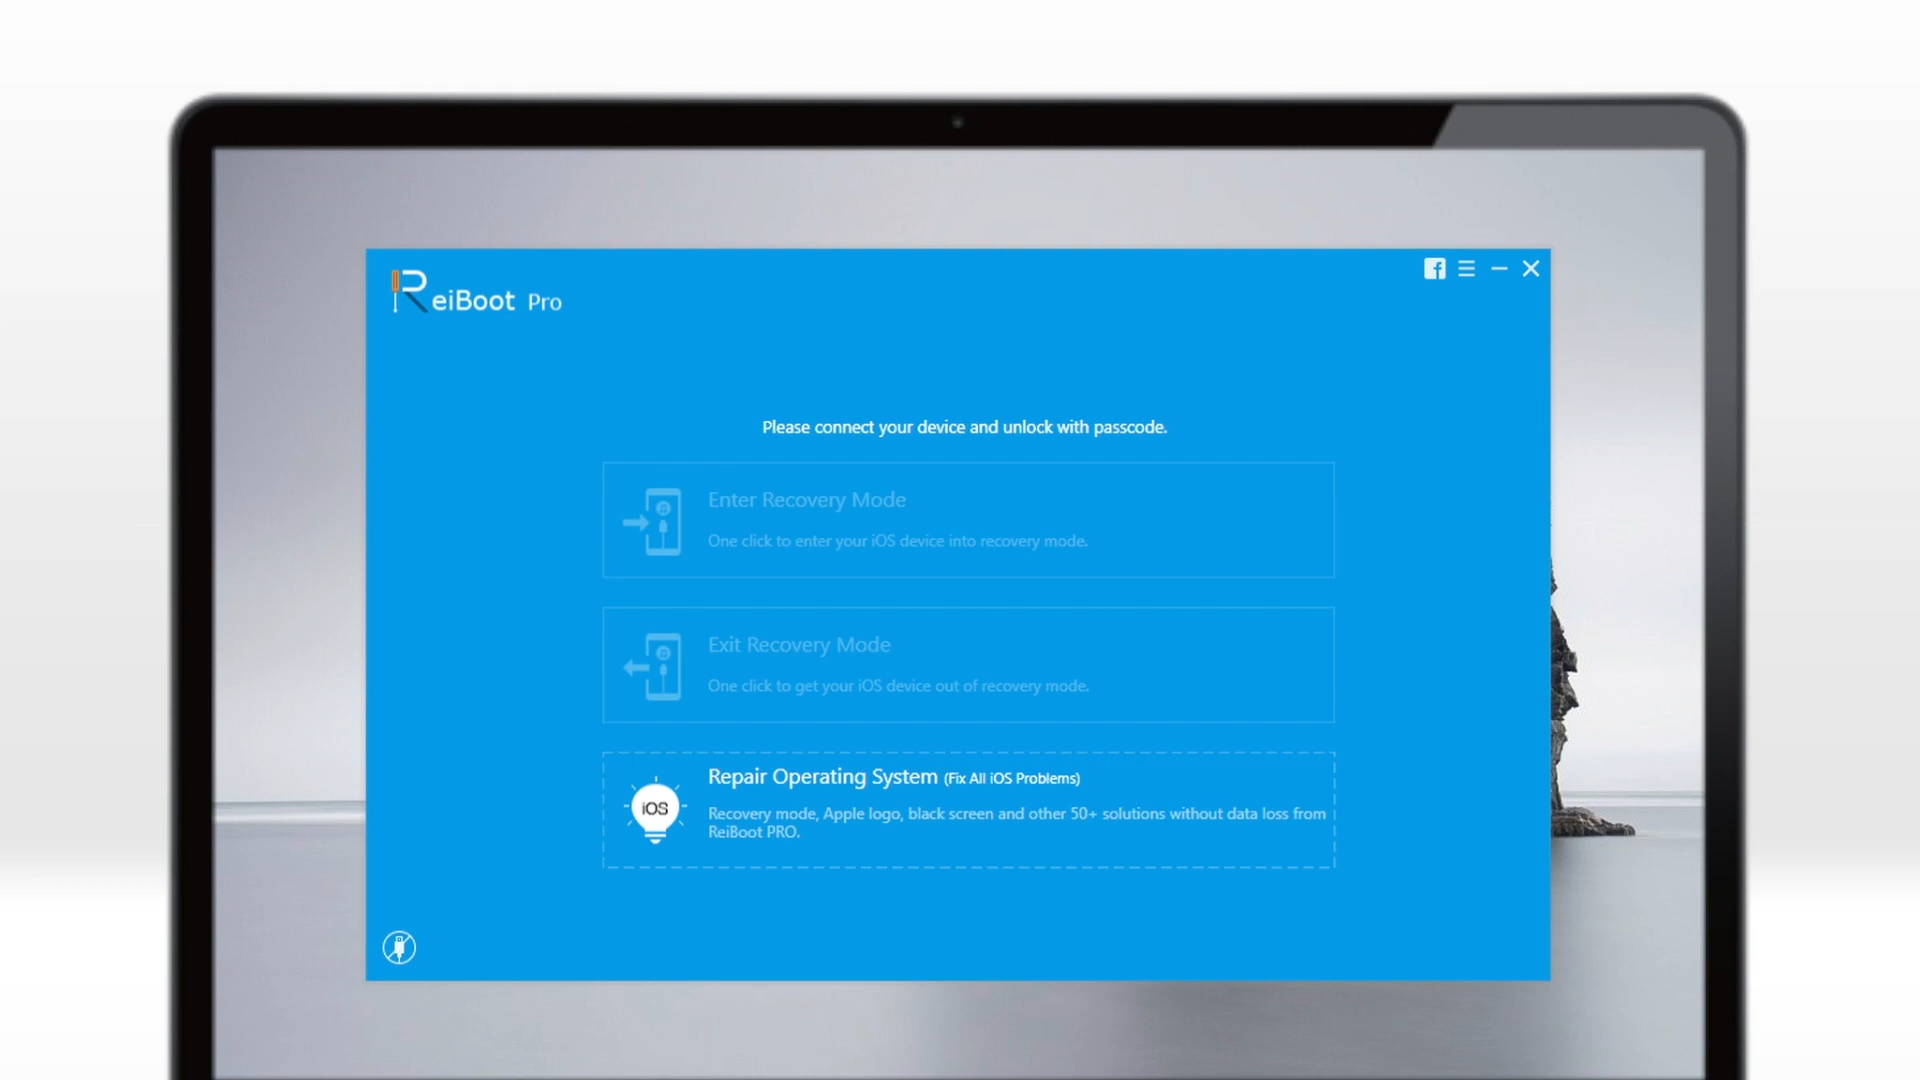 ReiBoot Pro
Please connect your device and unlock with passcode.
Enter Recovery Mode
One click to enter your iOS device into recovery mode.
Exit Recovery Mode
One click to get your iOS device out of recovery mode.
Repair Operating System (Fix All iOS Problems)
iOS
Recovery mode, Apple logo, black screen and other 50+ solutions without data loss from
ReiBoot PRO.